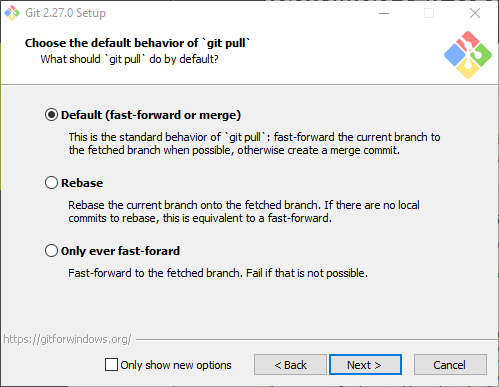 Git 2.27.0 Setup
Choose the default behavior of `git pull`
What should `git pull` do by default?
Default (fast-forward or merge)
This is the standard behavior of `git pull`: fast-forward the current branch to
the fetched branch when possible, otherwise create a merge commit.
Rebase
Rebase the current branch onto the fetched branch. If there are no local
commits to rebase, this is equivalent to a fast-forward.
Only ever fast-forard
Fast-forward to the fetched branch. Fail if that is not possible.
https://gitforwindows.org/
Only show new options
< Back
Next >
Cancel